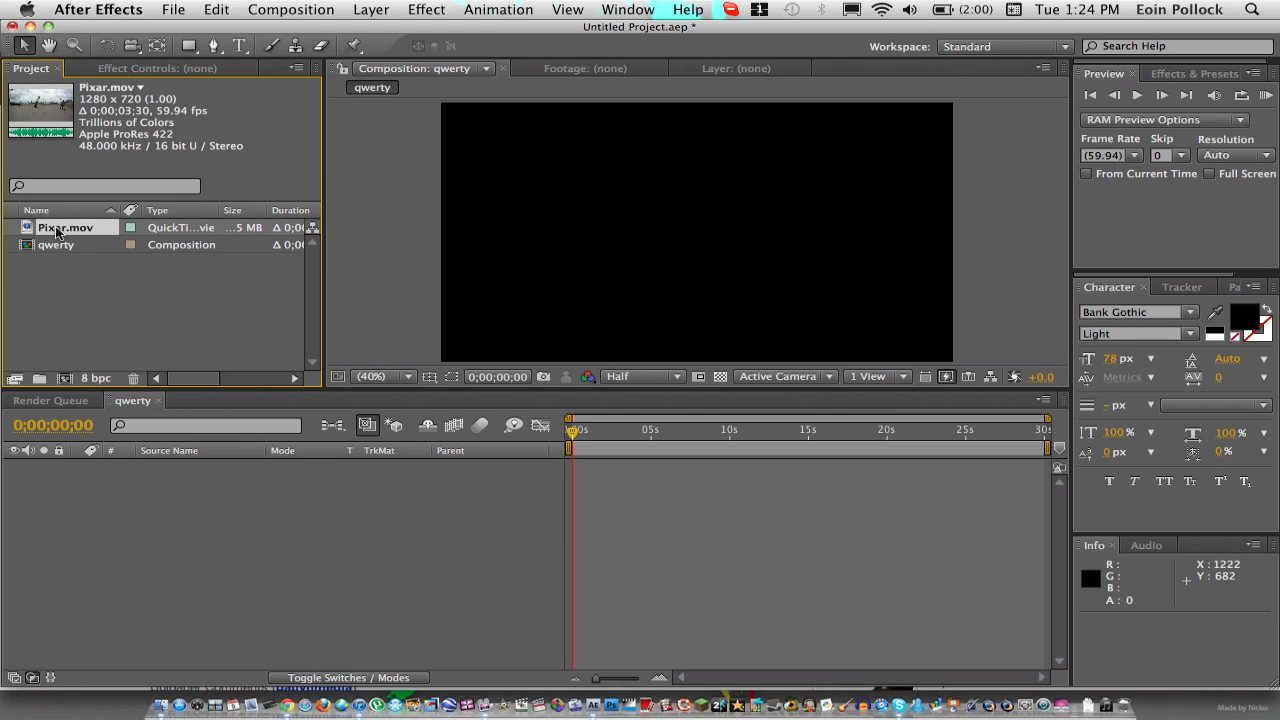 After Effects File Edit Composition Layer Effect Animation View Window Help (2:00) Tue 1:24 PM Eoin Pollock
Untitled Project.aep *
Workspace: Standard Search Help
Project Effect Controls: (none) Composition: qwerty Footage: (none) Layer: (none) Preview Effects & Presets
Pixar.mov
1280 x 720 (1.00)
Δ 0;00;03;30, 59.94 fps
Trillions of Colors
Apple ProRes 422
48.000 kHz / 16 bit U / Stereo
qwerty
RAM Preview Options
Frame Rate Skip Resolution
(59.94) 0 Auto
From Current Time Full Screen
Name Type Size Duration
Pixar.mov QuickTi...vie ...5 MB Δ 0;00
qwerty Composition Δ 0;00
8 bpc
(40%) 0;00;00;00 Half Active Camera 1 View +0.0
Character Tracker Pa
Bank Gothic
Light
78 px Auto
Metrics 0
- px
100 % 100 %
0 px 0 %
T T TT Tr T¹ T₁
Render Queue qwerty
0;00;00;00
00s 05s 10s 15s 20s 25s 30s
# Source Name Mode T TrkMat Parent
Toggle Switches / Modes
Info Audio
R : X : 1222
G : Y : 682
B :
A : 0
Made by Niclas